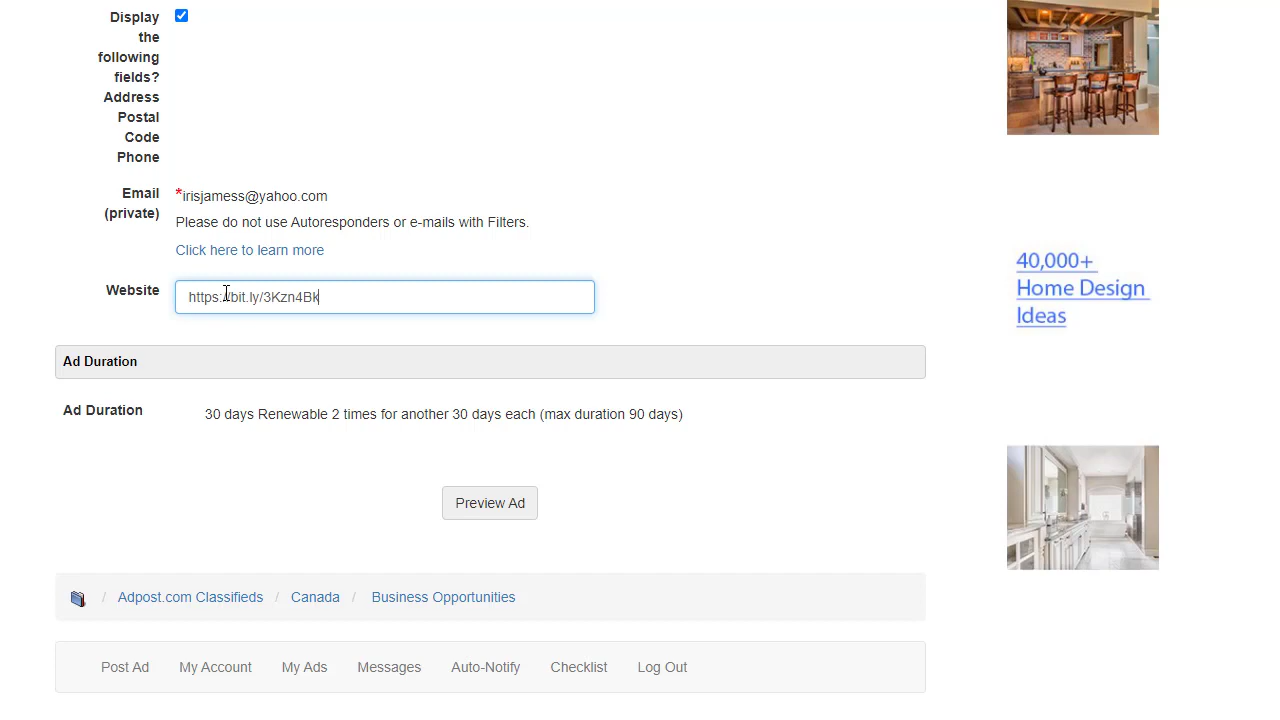 Display
the
following
fields?
Address
Postal
Code
Phone
Email
(private)
*irisjamess@yahoo.com
Please do not use Autoresponders or e-mails with Filters.
Click here to learn more
Website
https://bit.ly/3Kzn4Bk
Ad Duration
Ad Duration
30 days Renewable 2 times for another 30 days each (max duration 90 days)
Preview Ad
/ Adpost.com Classifieds / Canada / Business Opportunities
Post Ad My Account My Ads Messages Auto-Notify Checklist Log Out
40,000+
Home Design
Ideas